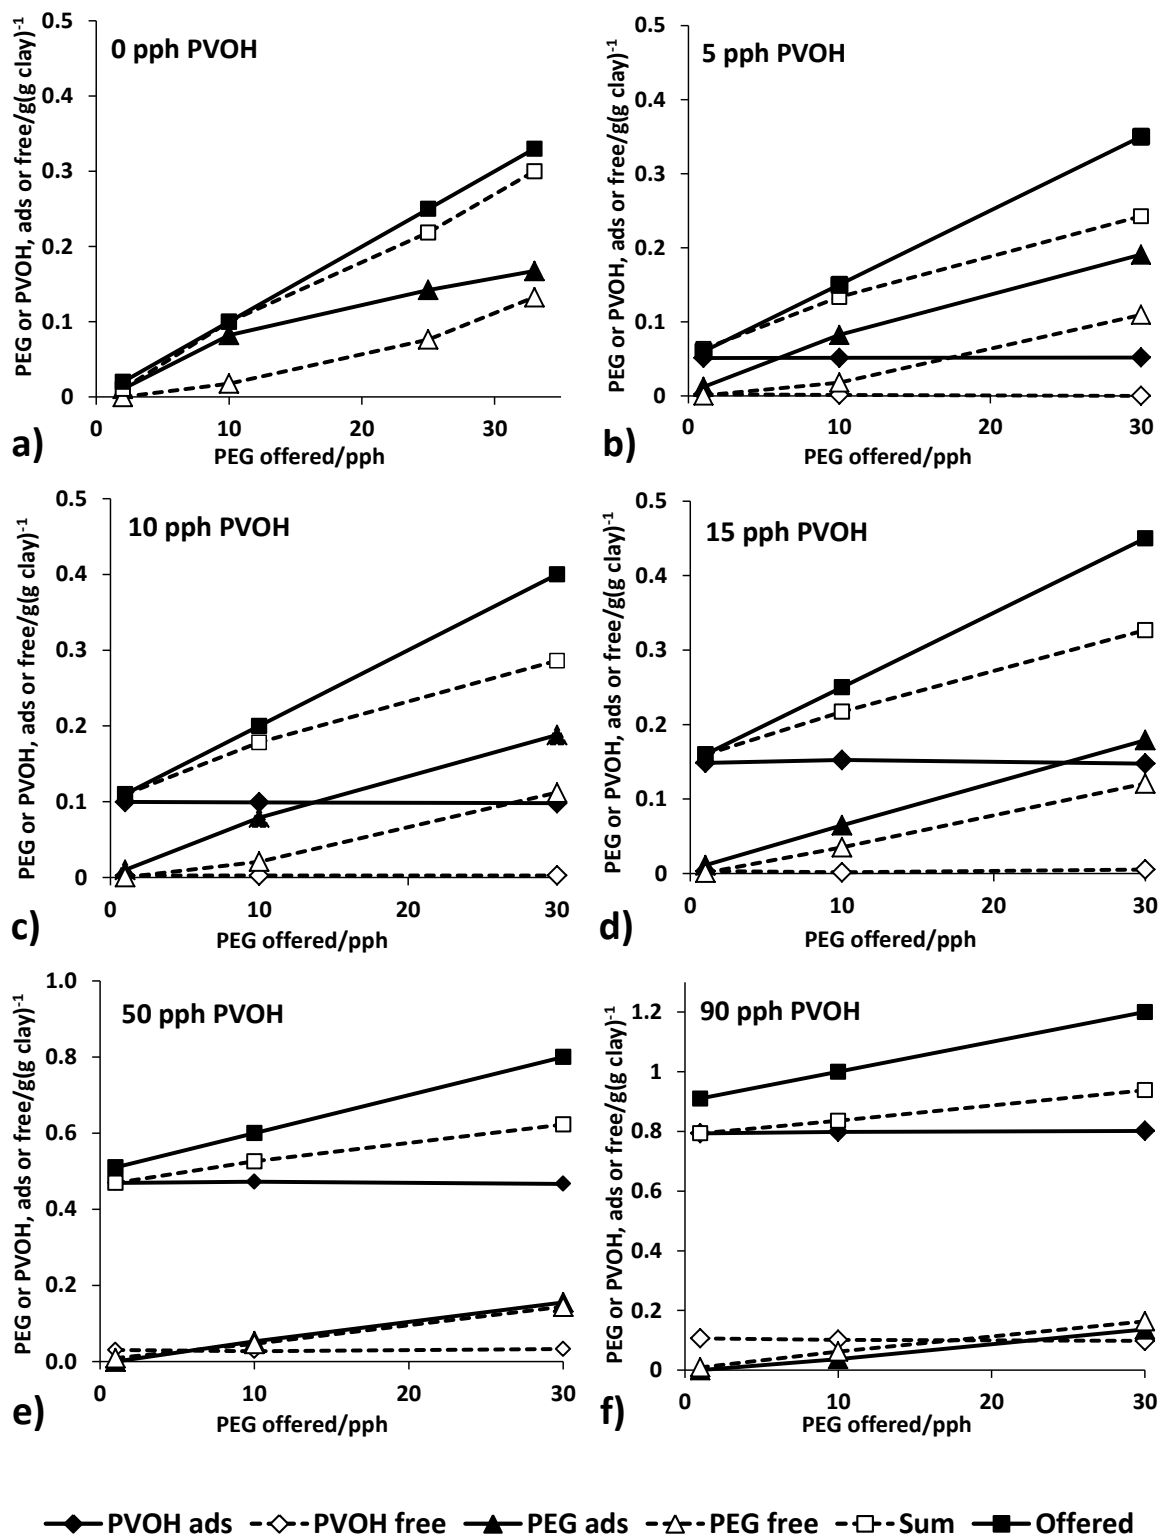 PEG or PVOH, ads or free/g(g clay)⁻¹
0 pph PVOH
0.5
0.4
0.3
0.2
0.1
0
0 10 20 30
PEG offered/pph
a)
PEG or PVOH, ads or free/g(g clay)⁻¹
5 pph PVOH
0.5
0.4
0.3
0.2
0.1
0
0 10 20 30
PEG offered/pph
b)
PEG or PVOH, ads or free/g(g clay)⁻¹
10 pph PVOH
0.5
0.4
0.3
0.2
0.1
0
0 10 20 30
PEG offered/pph
c)
PEG or PVOH, ads or free/g(g clay)⁻¹
15 pph PVOH
0.5
0.4
0.3
0.2
0.1
0
0 10 20 30
PEG offered/pph
d)
PEG or PVOH, ads or free/g(g clay)⁻¹
50 pph PVOH
1.0
0.8
0.6
0.4
0.2
0.0
0 10 20 30
PEG offered/pph
e)
PEG or PVOH, ads or free/g(g clay)⁻¹
90 pph PVOH
1.2
1
0.8
0.6
0.4
0.2
0
0 10 20 30
PEG offered/pph
f)
PVOH ads PVOH free PEG ads PEG free Sum Offered